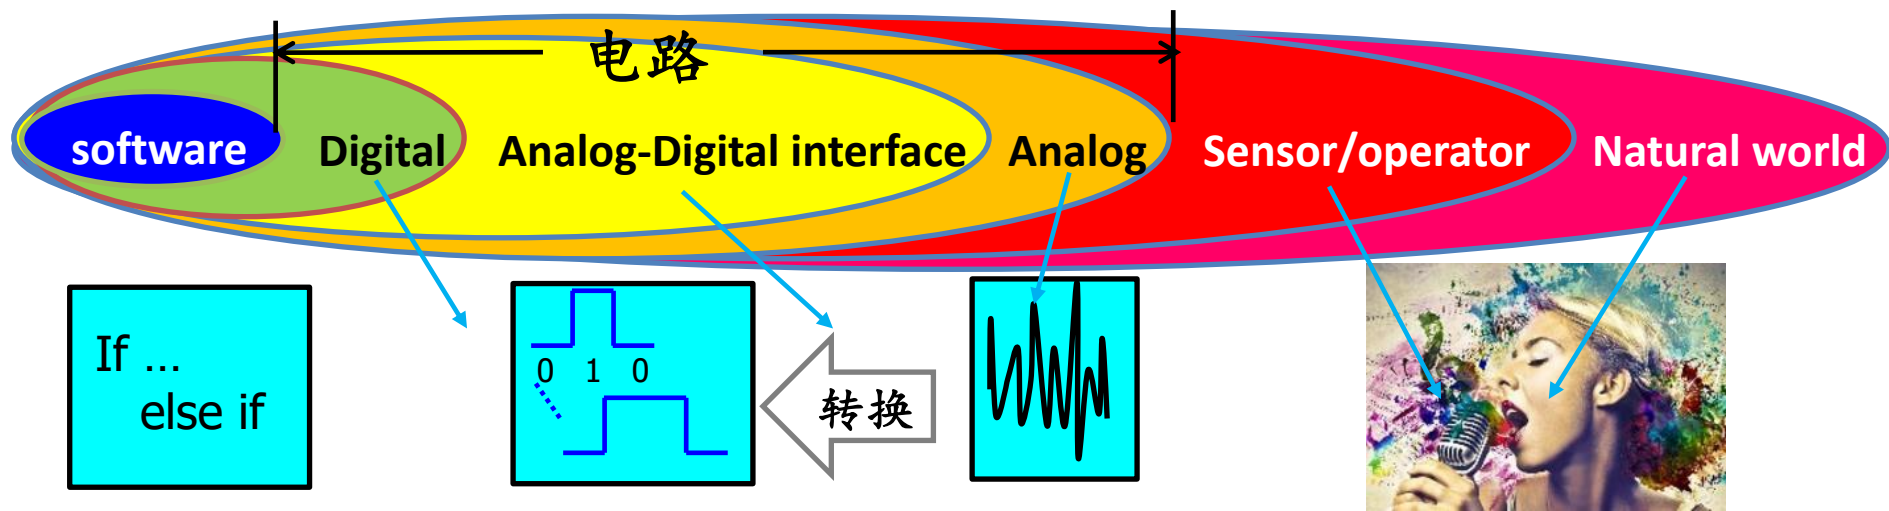 电路
software Digital Analog-Digital interface Analog Sensor/operator Natural world
If ...
else if
0 1 0
转换